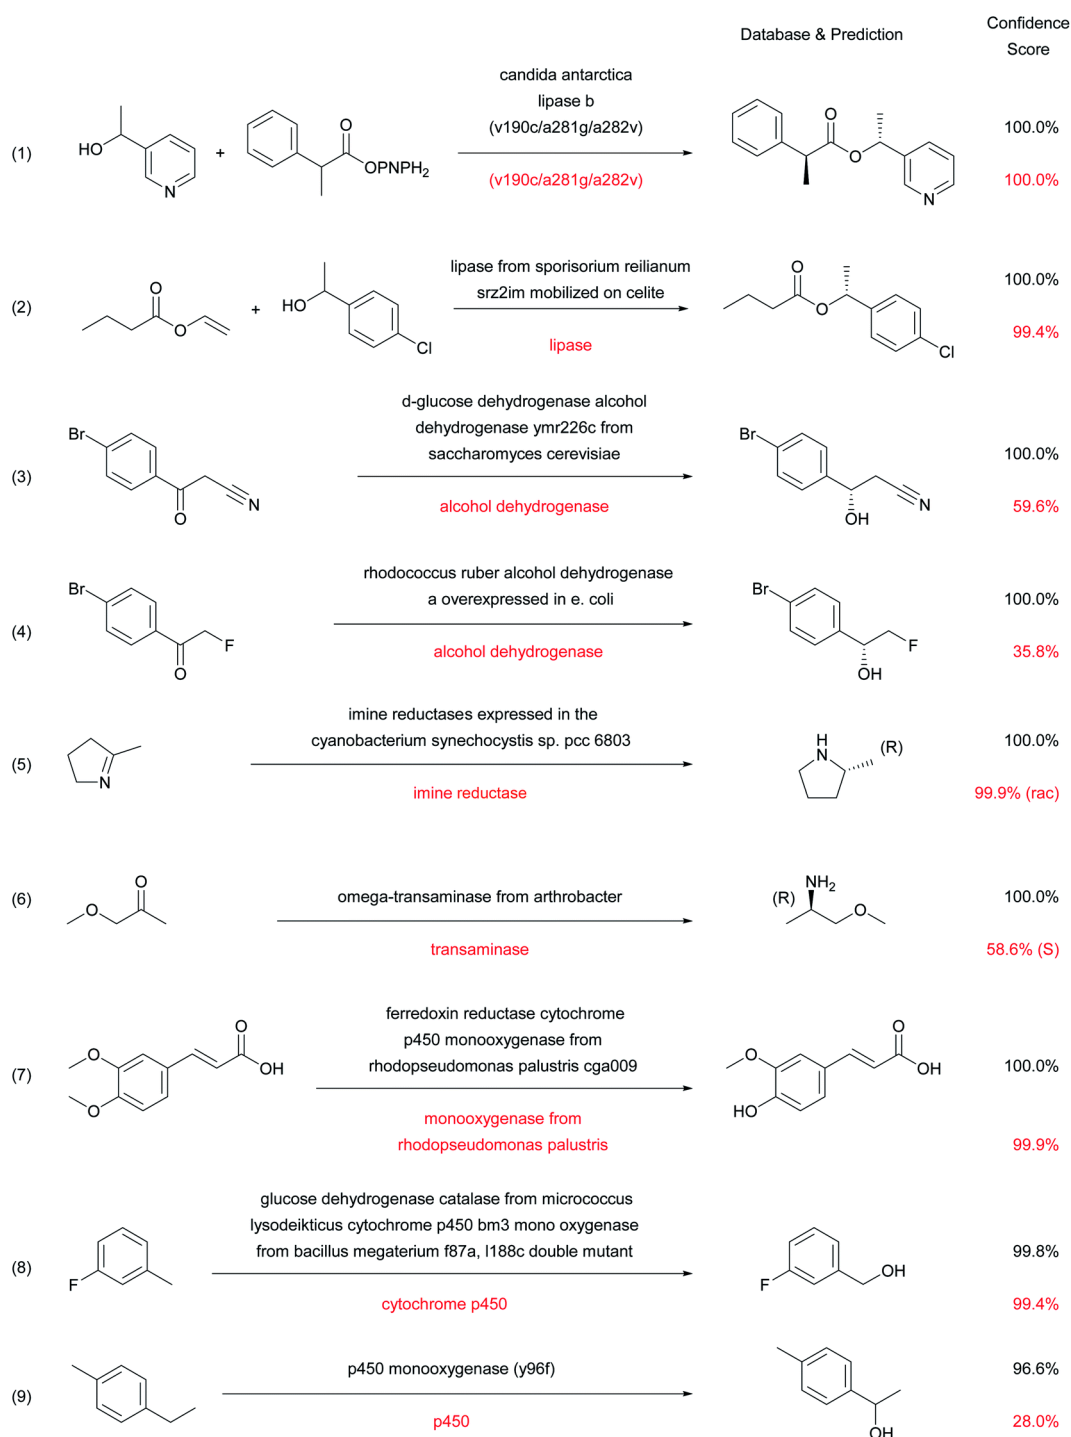 Database & Prediction
Confidence
Score
(1)
HO
N
+
O
OPNPH2
candida antarctica
lipase b
(v190c/a281g/a282v)
(v190c/a281g/a282v)
O
O
N
100.0%
100.0%
(2)
O
O
+
HO
Cl
lipase from sporisorium reilianum
srz2im mobilized on celite
lipase
O
O
Cl
100.0%
99.4%
(3)
Br
O
N
d-glucose dehydrogenase alcohol
dehydrogenase ymr226c from
saccharomyces cerevisiae
alcohol dehydrogenase
Br
OH
N
100.0%
59.6%
(4)
Br
O
F
rhodococcus ruber alcohol dehydrogenase
a overexpressed in e. coli
alcohol dehydrogenase
Br
OH
F
100.0%
35.8%
(5)
N
imine reductases expressed in the
cyanobacterium synechocystis sp. pcc 6803
imine reductase
H
N
(R)
100.0%
99.9% (rac)
(6)
O
O
omega-transaminase from arthrobacter
transaminase
(R)
NH2
O
100.0%
58.6% (S)
(7)
O
O
O
OH
ferredoxin reductase cytochrome
p450 monooxygenase from
rhodopseudomonas palustris cga009
monooxygenase from
rhodopseudomonas palustris
O
HO
O
OH
100.0%
99.9%
(8)
F
glucose dehydrogenase catalase from micrococcus
lysodeikticus cytochrome p450 bm3 mono oxygenase
from bacillus megaterium f87a, l188c double mutant
cytochrome p450
F
OH
99.8%
99.4%
(9)
p450 monooxygenase (y96f)
p450
OH
96.6%
28.0%